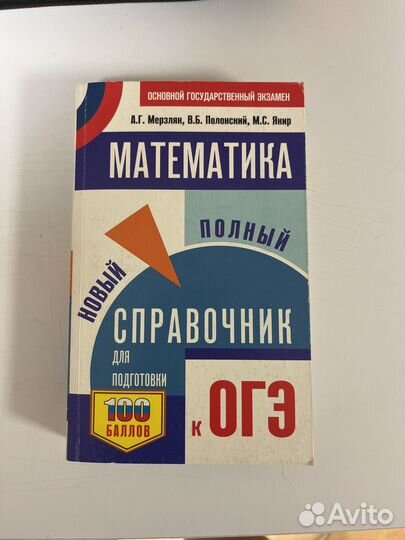 ОСНОВНОЙ ГОСУДАРСТВЕННЫЙ ЭКЗАМЕН
А.Г. Мерзляк, В.Б. Полонский, М.С. Якир
МАТЕМАТИКА
НОВЫЙ
ПОЛНЫЙ
СПРАВОЧНИК
ДЛЯ
ПОДГОТОВКИ
к ОГЭ
100
БАЛЛОВ
Avito